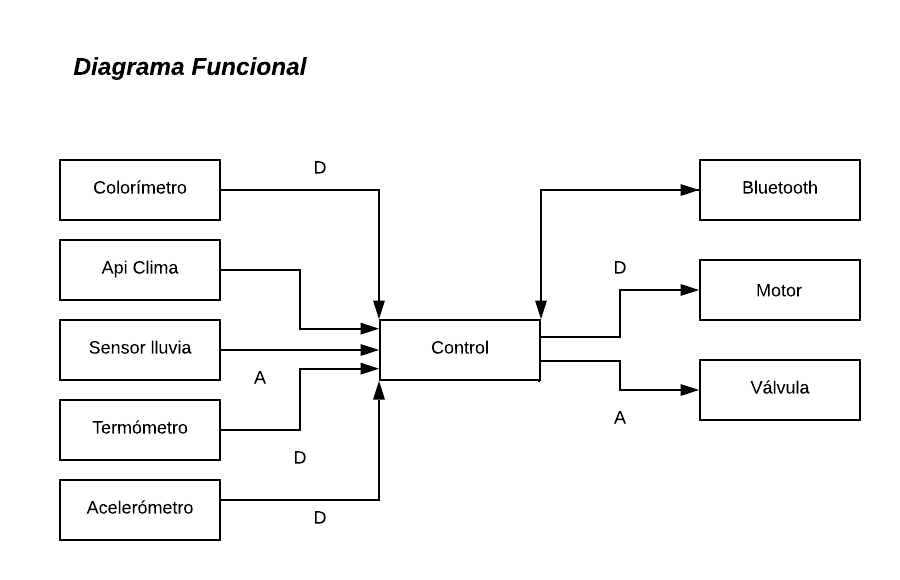 Diagrama Funcional
Colorímetro
D
Bluetooth
Api Clima
D
Motor
Sensor lluvia
A
Control
Termómetro
D
Válvula
A
Acelerómetro
D